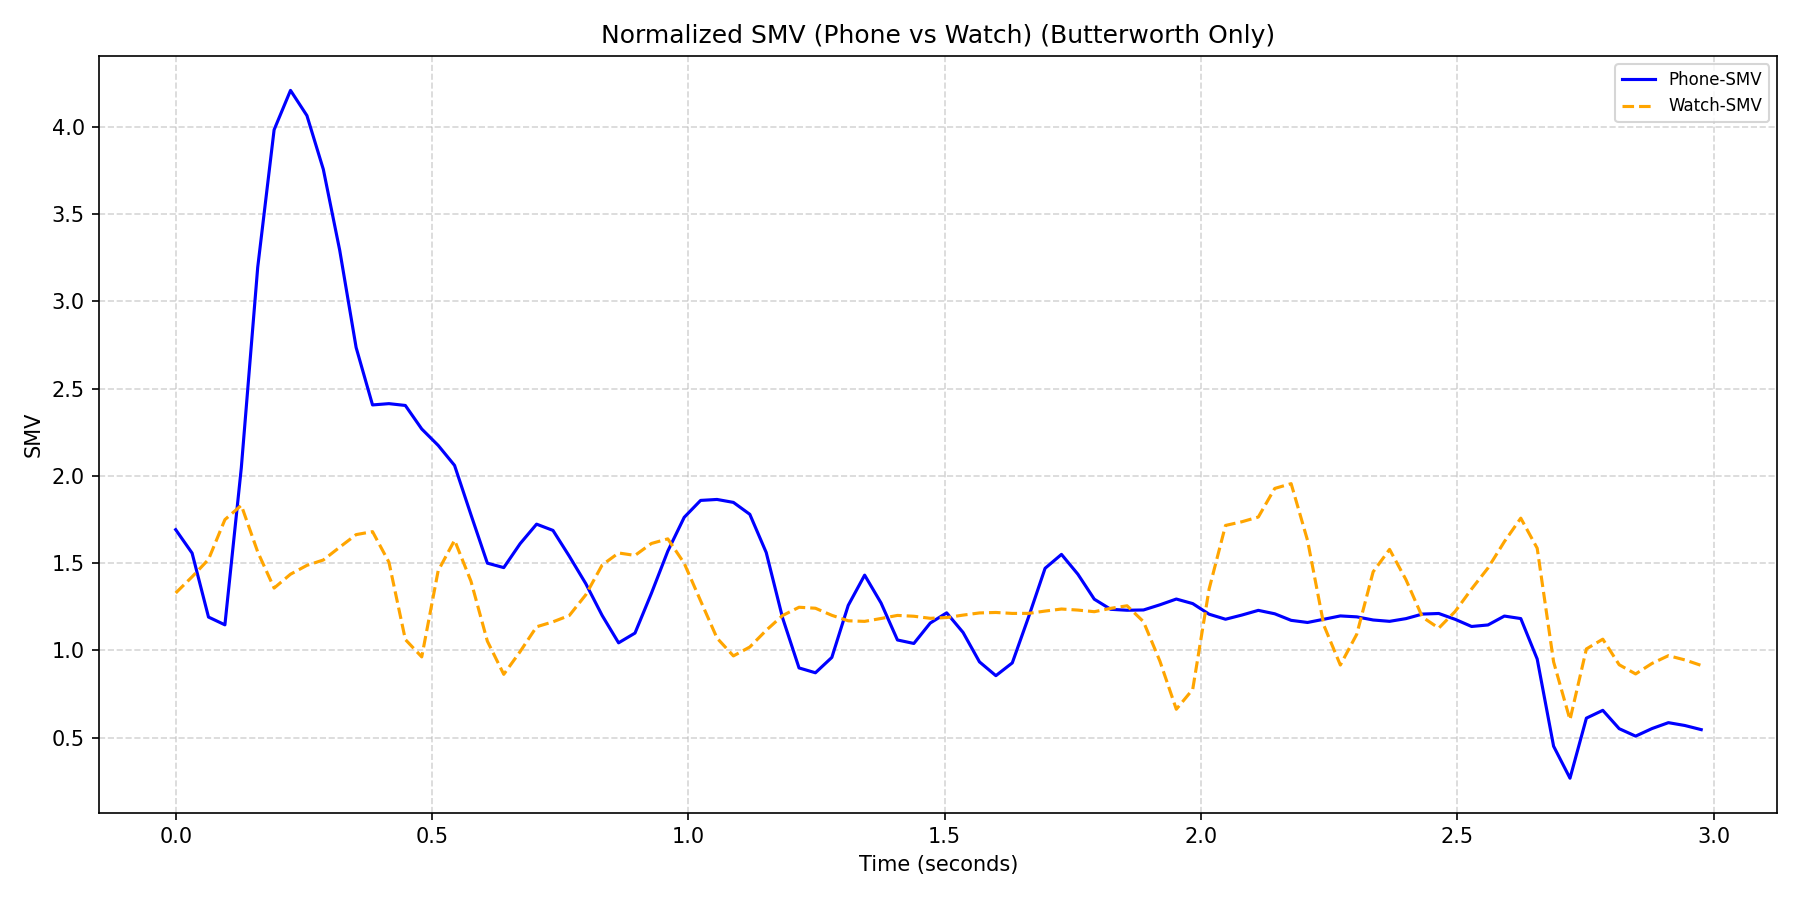 Normalized SMV (Phone vs Watch) (Butterworth Only)
Phone-SMV
Watch-SMV
SMV
4.0
3.5
3.0
2.5
2.0
1.5
1.0
0.5
0.0 0.5 1.0 1.5 2.0 2.5 3.0
Time (seconds)